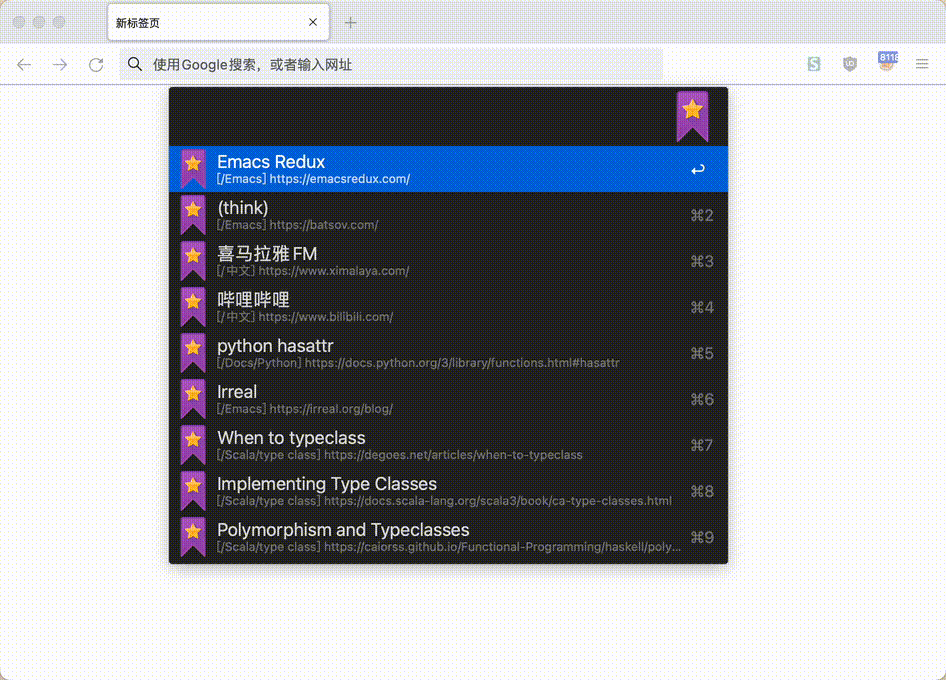 新标签页
使用Google搜索，或者输入网址
8118
Emacs Redux
[/Emacs] https://emacsredux.com/
(think)
[/Emacs] https://batsov.com/
⌘2
喜马拉雅FM
[/中文] https://www.ximalaya.com/
⌘3
哔哩哔哩
[/中文] https://www.bilibili.com/
⌘4
python hasattr
[/Docs/Python] https://docs.python.org/3/library/functions.html#hasattr
⌘5
Irreal
[/Emacs] https://irreal.org/blog/
⌘6
When to typeclass
[/Scala/type class] https://degoes.net/articles/when-to-typeclass
⌘7
Implementing Type Classes
[/Scala/type class] https://docs.scala-lang.org/scala3/book/ca-type-classes.html
⌘8
Polymorphism and Typeclasses
[/Scala/type class] https://caiorss.github.io/Functional-Programming/haskell/poly...
⌘9